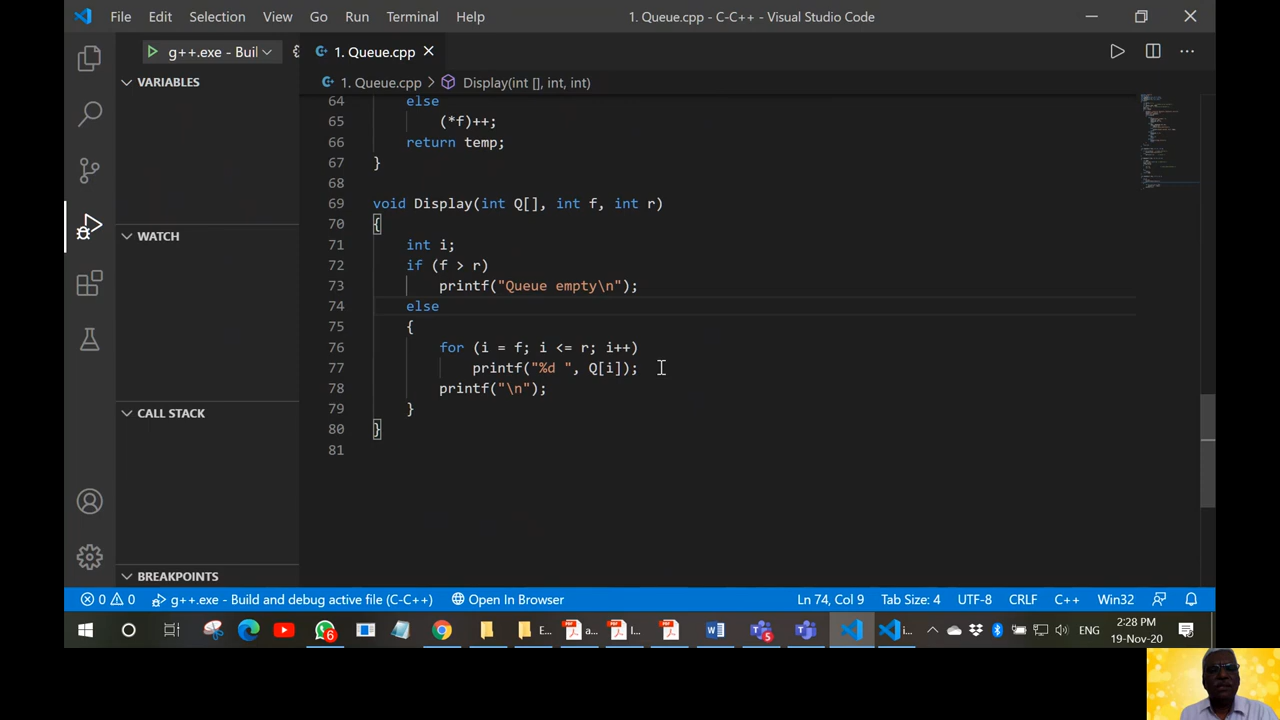 File Edit Selection View Go Run Terminal Help 1. Queue.cpp - C-C++ - Visual Studio Code
g++.exe - Buil 1. Queue.cpp
VARIABLES
1. Queue.cpp > Display(int [], int, int)
64 else
65 (*f)++;
66 return temp;
67 }
68
69 void Display(int Q[], int f, int r)
70 {
WATCH
71 int i;
72 if (f > r)
73 printf("Queue empty\n");
74 else
75 {
76 for (i = f; i <= r; i++)
77 printf("%d ", Q[i]);
78 printf("\n");
79 }
CALL STACK
80 }
81
BREAKPOINTS
0 0 g++.exe - Build and debug active file (C-C++) Open In Browser Ln 74, Col 9 Tab Size: 4 UTF-8 CRLF C++ Win32
6 E... a... I... 5 i... ENG 2:28 PM
19-Nov-20